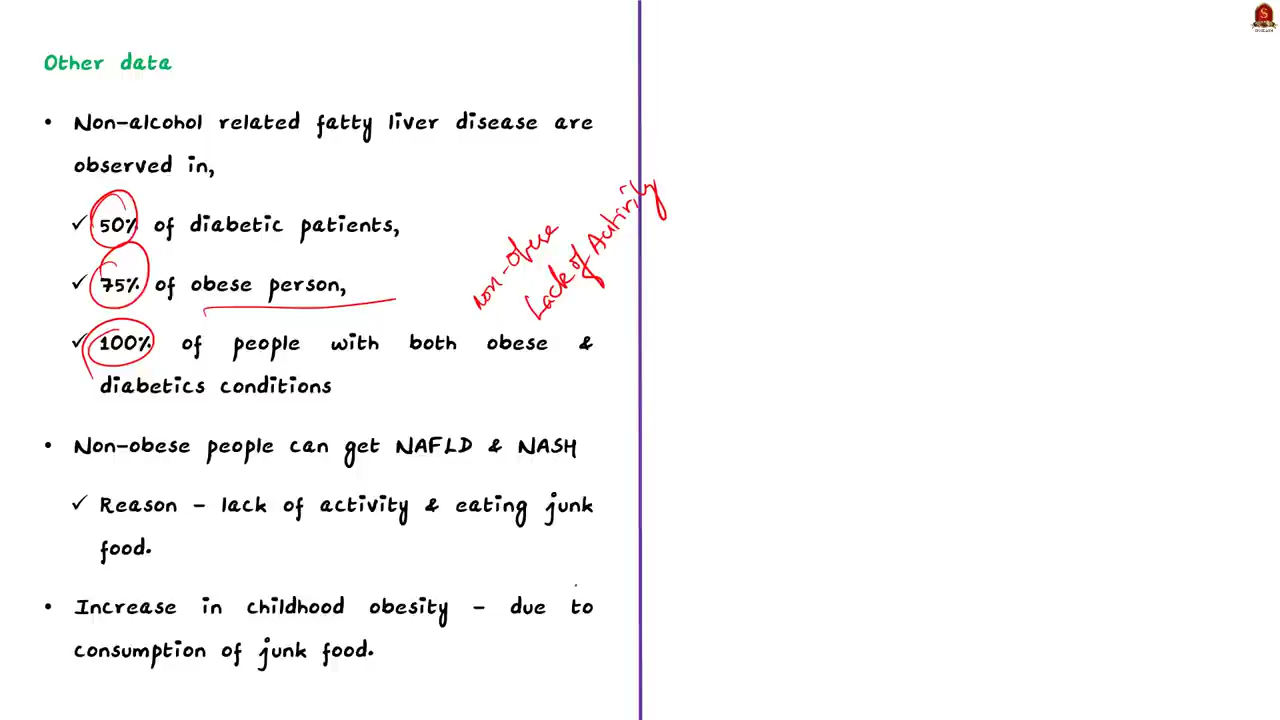 Other data
• Non-alcohol related fatty liver disease are
observed in,
✓ 50% of diabetic patients,
✓ 75% of obese person,
✓ 100% of people with both obese &
diabetics conditions
Non-obese
Lack of Activity
• Non-obese people can get NAFLD & NASH
✓ Reason – lack of activity & eating junk
food.
• Increase in childhood obesity – due to
consumption of junk food.